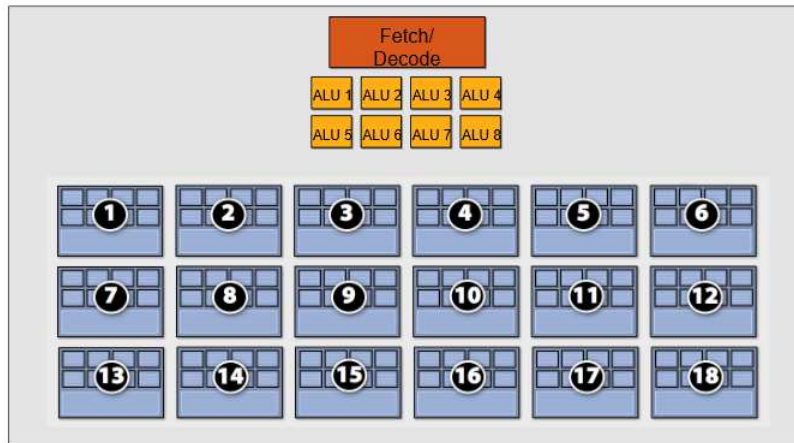 Fetch/
Decode
ALU 1 ALU 2 ALU 3 ALU 4
ALU 5 ALU 6 ALU 7 ALU 8
1 2 3 4 5 6
7 8 9 10 11 12
13 14 15 16 17 18